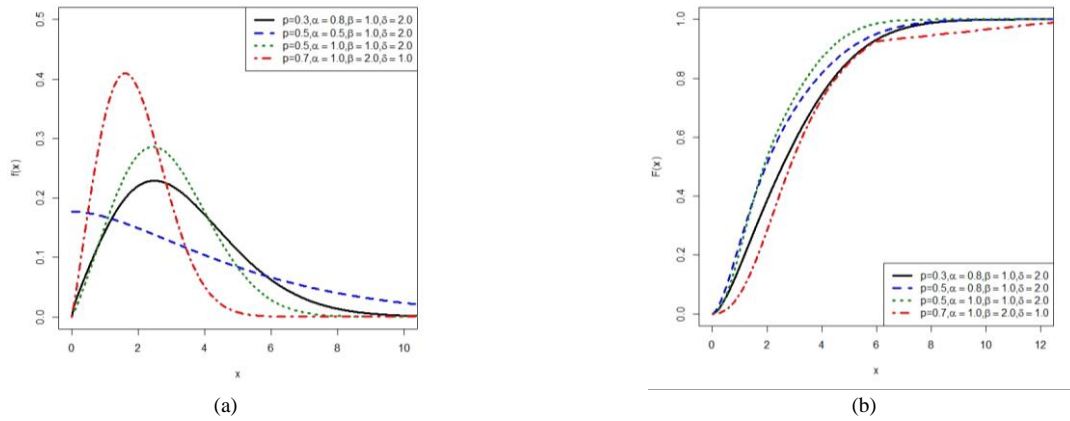 p=0.3,α = 0.8,β = 1.0,δ = 2.0
p=0.5,α = 0.5,β = 1.0,δ = 2.0
p=0.5,α = 1.0,β = 1.0,δ = 2.0
p=0.7,α = 1.0,β = 2.0,δ = 1.0
0.5
0.4
0.3
0.2
0.1
0.0
f(x)
0 2 4 6 8 10
x
(a)
1.0
0.8
0.6
0.4
0.2
0.0
F(x)
p=0.3,α = 0.8,β = 1.0,δ = 2.0
p=0.5,α = 0.8,β = 1.0,δ = 2.0
p=0.5,α = 1.0,β = 1.0,δ = 2.0
p=0.7,α = 1.0,β = 2.0,δ = 1.0
0 2 4 6 8 10 12
x
(b)